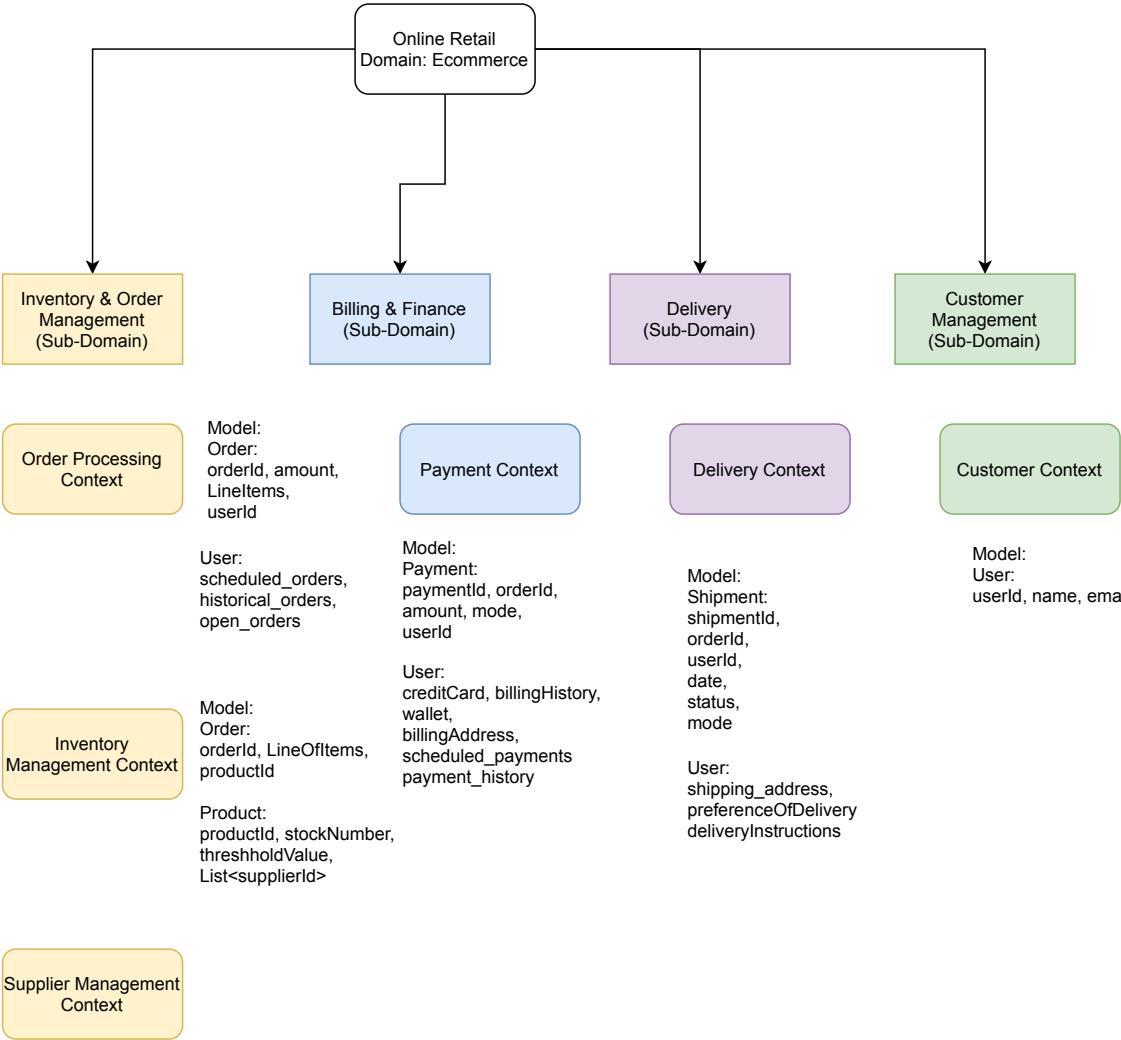 Online Retail
Domain: Ecommerce
Inventory & Order
Management
(Sub-Domain)
Billing & Finance
(Sub-Domain)
Delivery
(Sub-Domain)
Customer
Management
(Sub-Domain)
Order Processing
Context
Model:
Order:
orderId, amount,
LineItems,
userId
User:
scheduled_orders,
historical_orders,
open_orders
Payment Context
Model:
Payment:
paymentId, orderId,
amount, mode,
userId
User:
creditCard, billingHistory,
wallet,
billingAddress,
scheduled_payments
payment_history
Delivery Context
Model:
Shipment:
shipmentId,
orderId,
userId,
date,
status,
mode
User:
shipping_address,
preferenceOfDelivery
deliveryInstructions
Customer Context
Model:
User:
userId, name, ema
Inventory
Management Context
Model:
Order:
orderId, LineOfItems,
productId
Product:
productId, stockNumber,
threshholdValue,
List<supplierId>
Supplier Management
Context